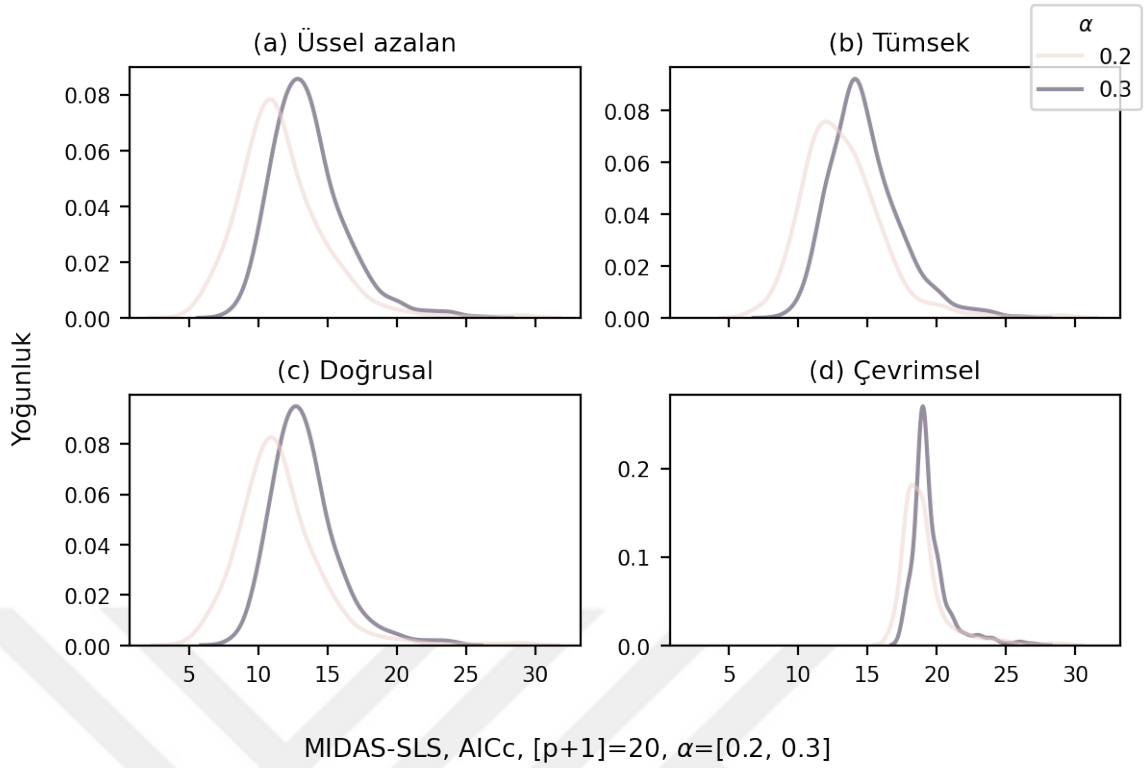 α
0.2
0.3
(a) Üssel azalan
0.08
0.06
0.04
0.02
0.00
(b) Tümsek
0.08
0.06
0.04
0.02
0.00
5 10 15 20 25 30
Yoğunluk
(c) Doğrusal
0.08
0.06
0.04
0.02
0.00
5 10 15 20 25 30
(d) Çevrimsel
0.2
0.1
0.0
MIDAS-SLS, AICc, [p+1]=20, α=[0.2, 0.3]